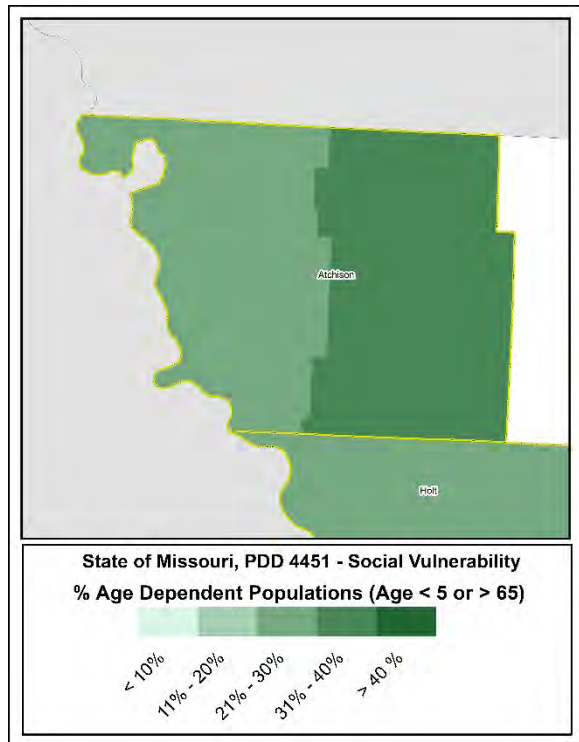 Atchison
Holt
State of Missouri, PDD 4451 - Social Vulnerability
% Age Dependent Populations (Age < 5 or > 65)
< 10%
11% - 20%
21% - 30%
31% - 40%
> 40 %